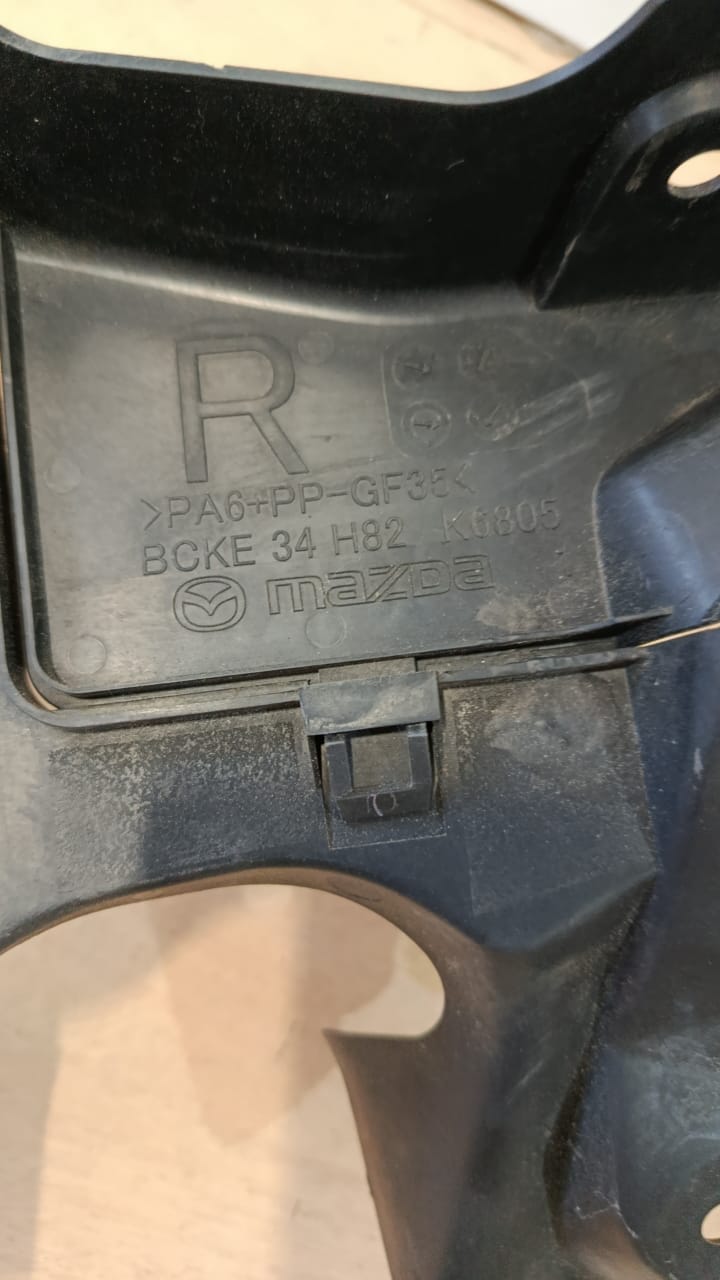 R
>PA6+PP-GF35<
BCKE 34 H82 K6805
mazda